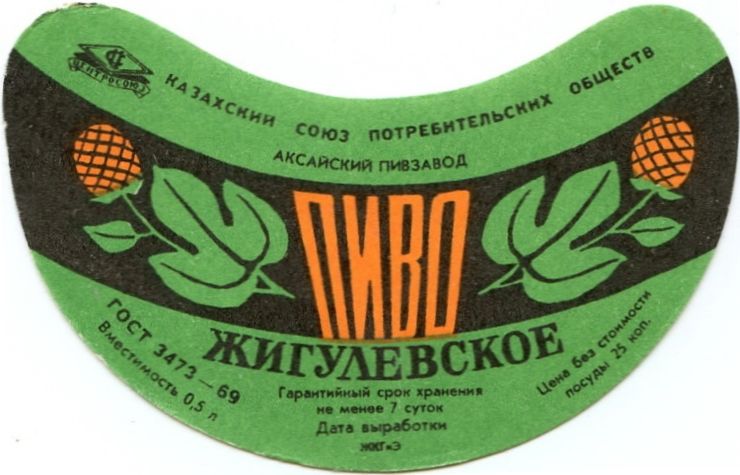 ЦЕНТРОСОЮЗ
КАЗАХСКИЙ СОЮЗ ПОТРЕБИТЕЛЬСКИХ ОБЩЕСТВ
АКСАЙСКИЙ ПИВЗАВОД
ПИВО
ЖИГУЛЕВСКОЕ
ГОСТ 3473—69
Вместимость 0,5 л
Гарантийный срок хранения
не менее 7 суток
Дата выработки
Цена без стоимости
посуды 25 коп.